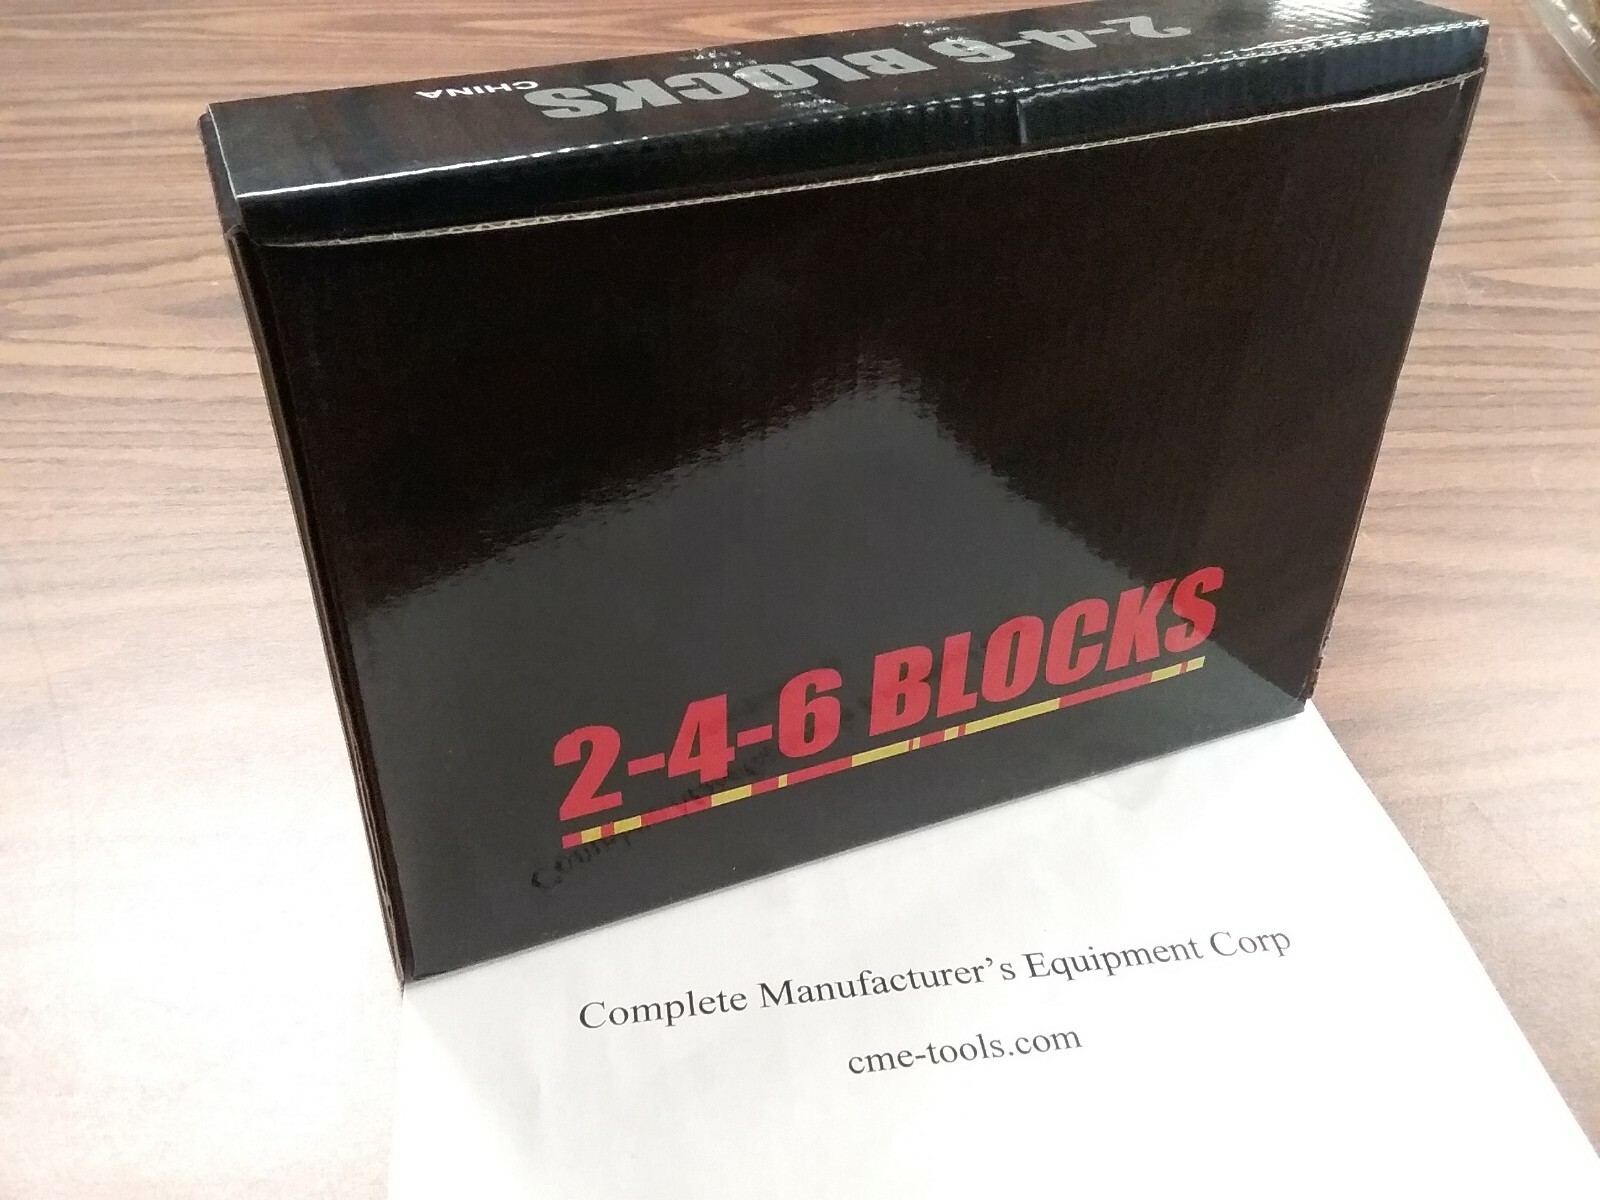 2-4-6 BLOCKS
CHINA
2-4-6 BLOCKS
Complete Manufacturer's Equipment Corp
cme-tools.com